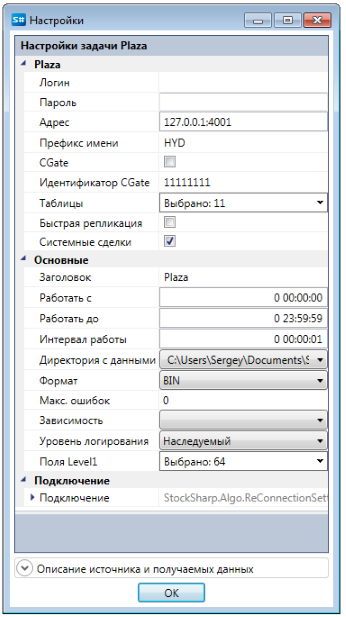 S# Настройки
Настройки задачи Plaza
Plaza
Логин
Пароль
Адрес 127.0.0.1:4001
Префикс имени HYD
CGate
Идентификатор CGate 11111111
Таблицы Выбрано: 11
Быстрая репликация
Системные сделки
Основные
Заголовок Plaza
Работать с 0 00:00:00
Работать до 0 23:59:59
Интервал работы 0 00:00:01
Директория с данными C:\Users\Sergey\Documents\S
Формат BIN
Макс. ошибок 0
Зависимость
Уровень логирования Наследуемый
Поля Level1 Выбрано: 64
Подключение
Подключение StockSharp.Algo.ReConnectionSet
Описание источника и получаемых данных
OK